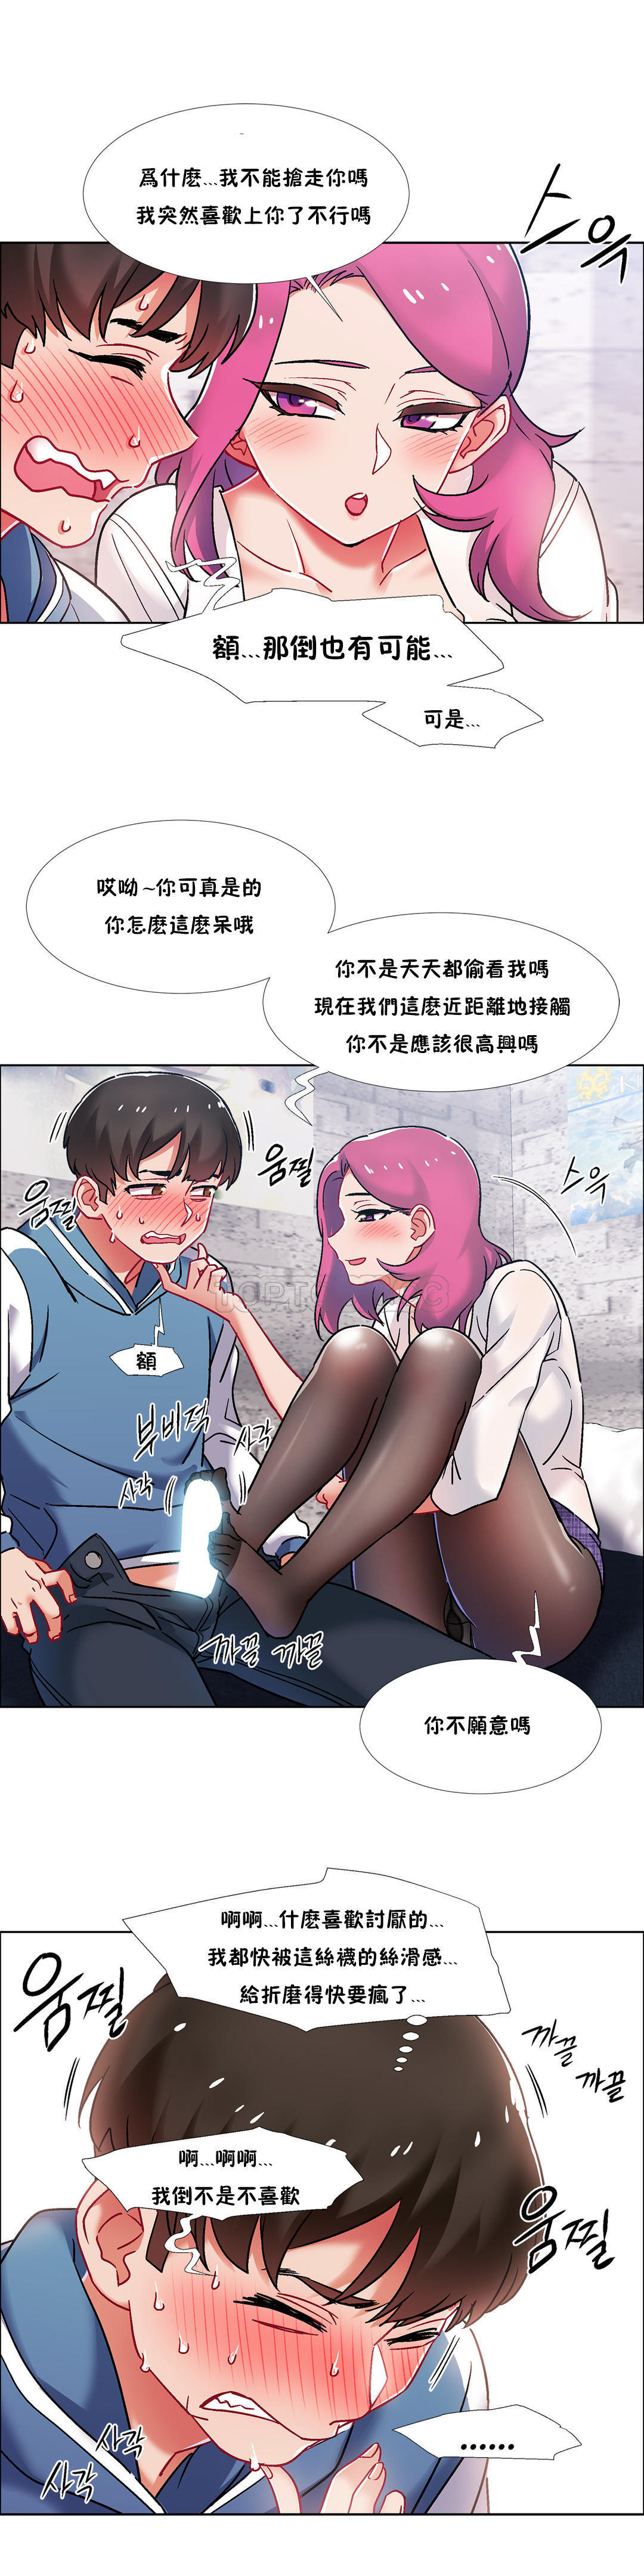 爲什麽...我不能搶走你嗎
我突然喜歡上你了不行嗎
스윽
額...那倒也有可能...
可是...
哎呦~你可真是的
你怎麽這麽呆哦
你不是天天都偷看我嗎
現在我們這麽近距離地接觸
你不是應該很高興嗎
움찔
움찔
스윽
額
부비적
사각
사각
까끌 까끌
你不願意嗎
啊啊...什麽喜歡討厭的...
我都快被這絲襪的絲滑感...
給折磨得快要瘋了...
움찔
까끌
까끌
啊...啊啊...
我倒不是不喜歡
움찔
......
사각
사각